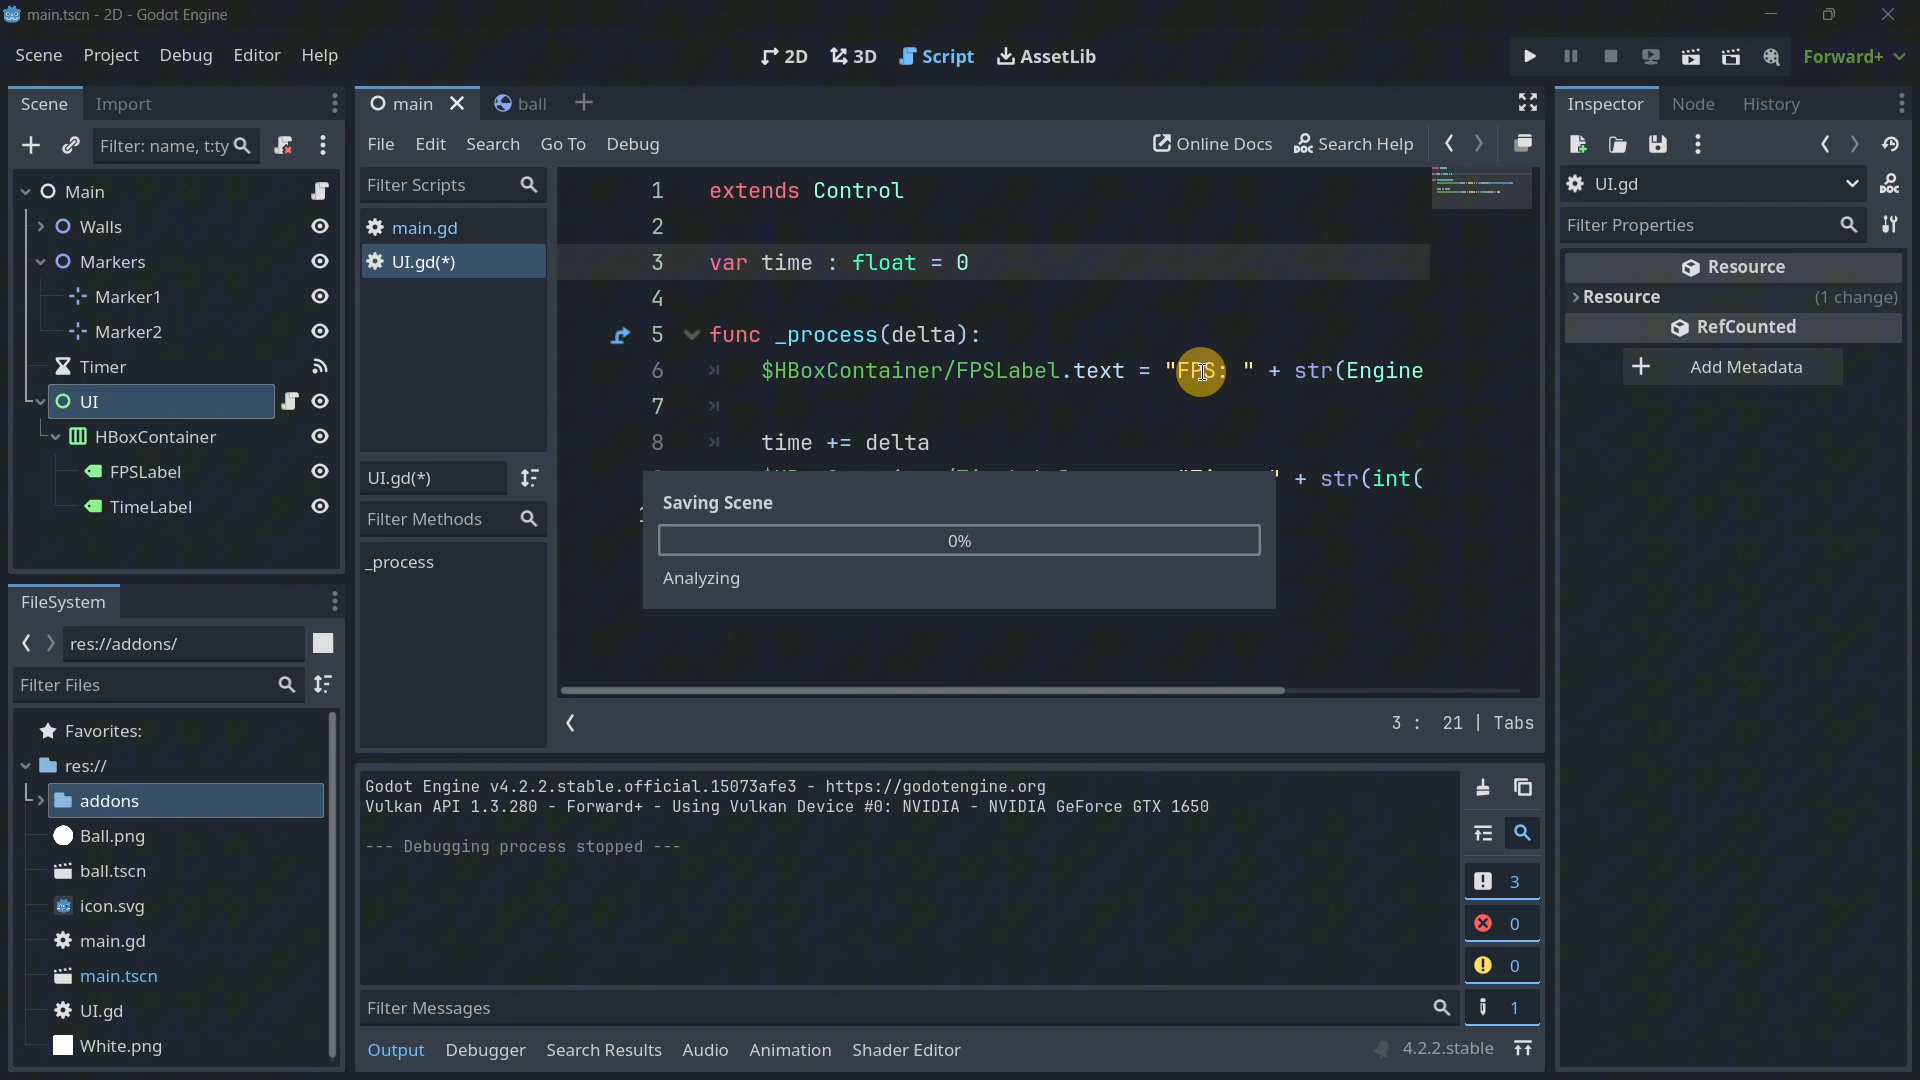 main.tscn - 2D - Godot Engine
Scene Project Debug Editor Help
2D 3D Script AssetLib
Forward+
Scene Import
Filter: name, t:ty
Main
Walls
Markers
Marker1
Marker2
Timer
UI
HBoxContainer
FPSLabel
TimeLabel
FileSystem
res://addons/
Filter Files
Favorites:
res://
addons
Ball.png
ball.tscn
icon.svg
main.gd
main.tscn
UI.gd
White.png
main ball
File Edit Search Go To Debug
Online Docs Search Help
Filter Scripts
main.gd
UI.gd(*)
UI.gd(*)
Filter Methods
_process
1 extends Control
2
3 var time : float = 0
4
5 func _process(delta):
6 $HBoxContainer/FPSLabel.text = "FPS: " + str(Engine
7
8 time += delta
" + str(int(
Saving Scene
0%
Analyzing
3 : 21 | Tabs
Godot Engine v4.2.2.stable.official.15073afe3 - https://godotengine.org
Vulkan API 1.3.280 - Forward+ - Using Vulkan Device #0: NVIDIA - NVIDIA GeForce GTX 1650
--- Debugging process stopped ---
3
0
0
1
Filter Messages
Output Debugger Search Results Audio Animation Shader Editor
4.2.2.stable
Inspector Node History
UI.gd
Filter Properties
Resource
Resource (1 change)
RefCounted
Add Metadata